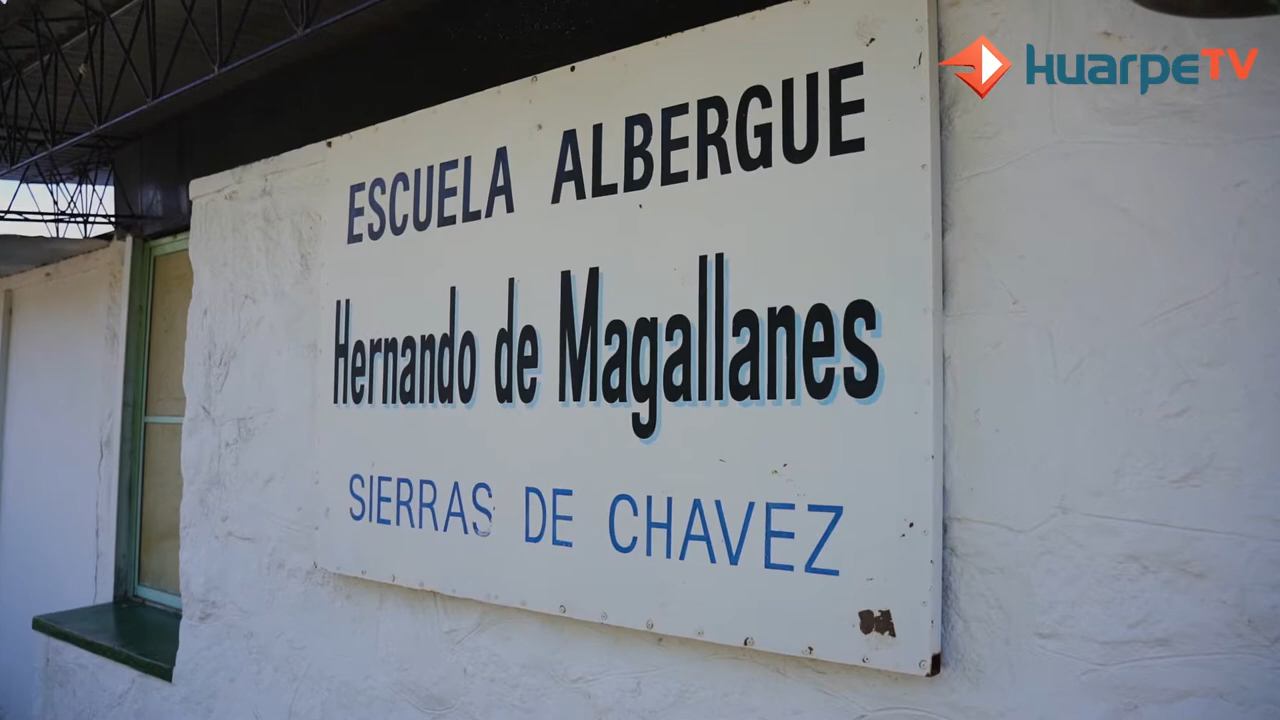 huarpeTV
ESCUELA ALBERGUE
Hernando de Magallanes
SIERRAS DE CHAVEZ